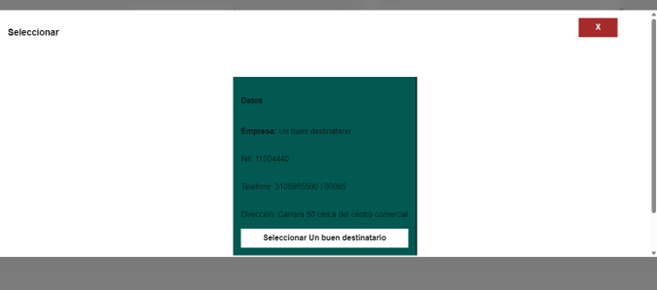 Seleccionar
X
Datos
Empresa: Un buen destinatario
Nit: 11004440
Telefono: 3105965500 | 00085
Direccion: Carrara 50 cerca del centro comercial
Seleccionar Un buen destinatario